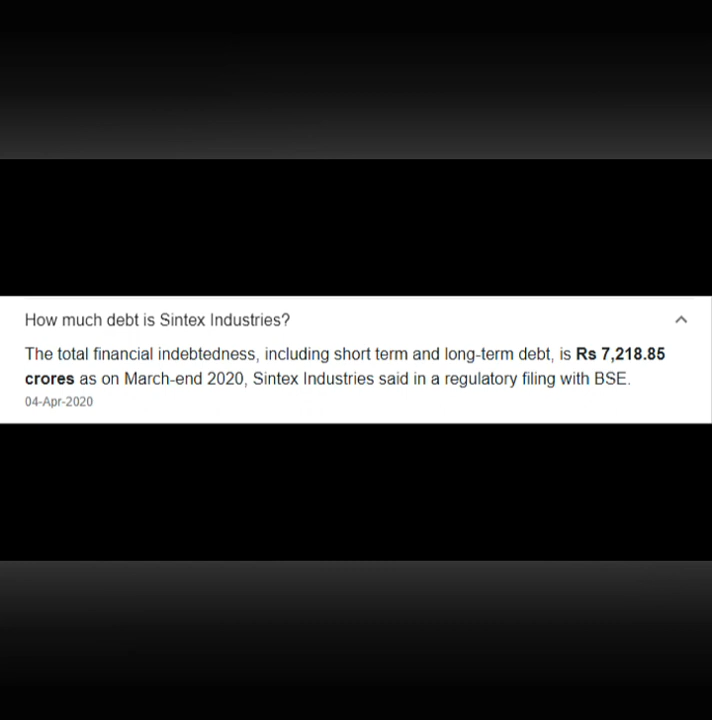 How much debt is Sintex Industries?
The total financial indebtedness, including short term and long-term debt, is Rs 7,218.85
crores as on March-end 2020, Sintex Industries said in a regulatory filing with BSE.
04-Apr-2020